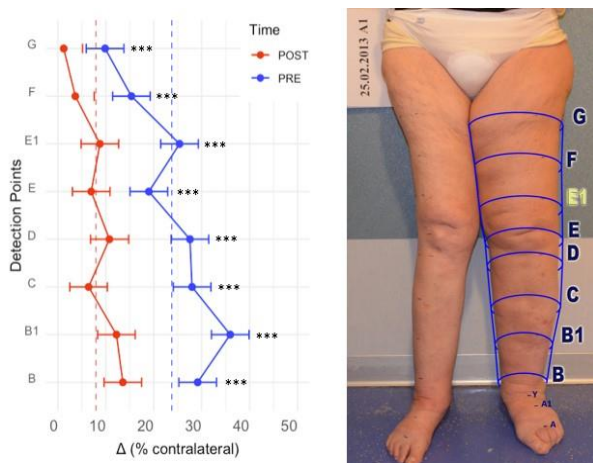 Time
POST
PRE
G
***
F
***
E1
***
E
***
D
***
C
***
B1
***
B
***
Detection Points
0
10
20
30
40
50
Δ (% contralateral)
25.02.2013 A1
G
F
E1
E
D
C
B1
B
Y
A1
A